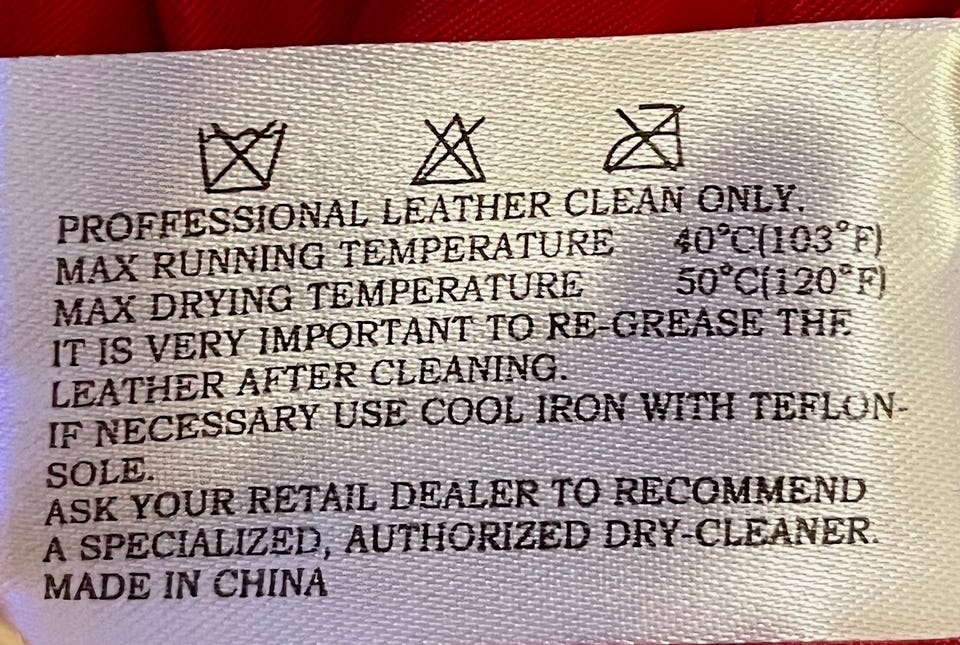 PROFFESSIONAL LEATHER CLEAN ONLY.
MAX RUNNING TEMPERATURE 40°C(103°F)
MAX DRYING TEMPERATURE 50°C(120°F)
IT IS VERY IMPORTANT TO RE-GREASE THE
LEATHER AFTER CLEANING.
IF NECESSARY USE COOL IRON WITH TEFLON-
SOLE.
ASK YOUR RETAIL DEALER TO RECOMMEND
A SPECIALIZED, AUTHORIZED DRY-CLEANER.
MADE IN CHINA